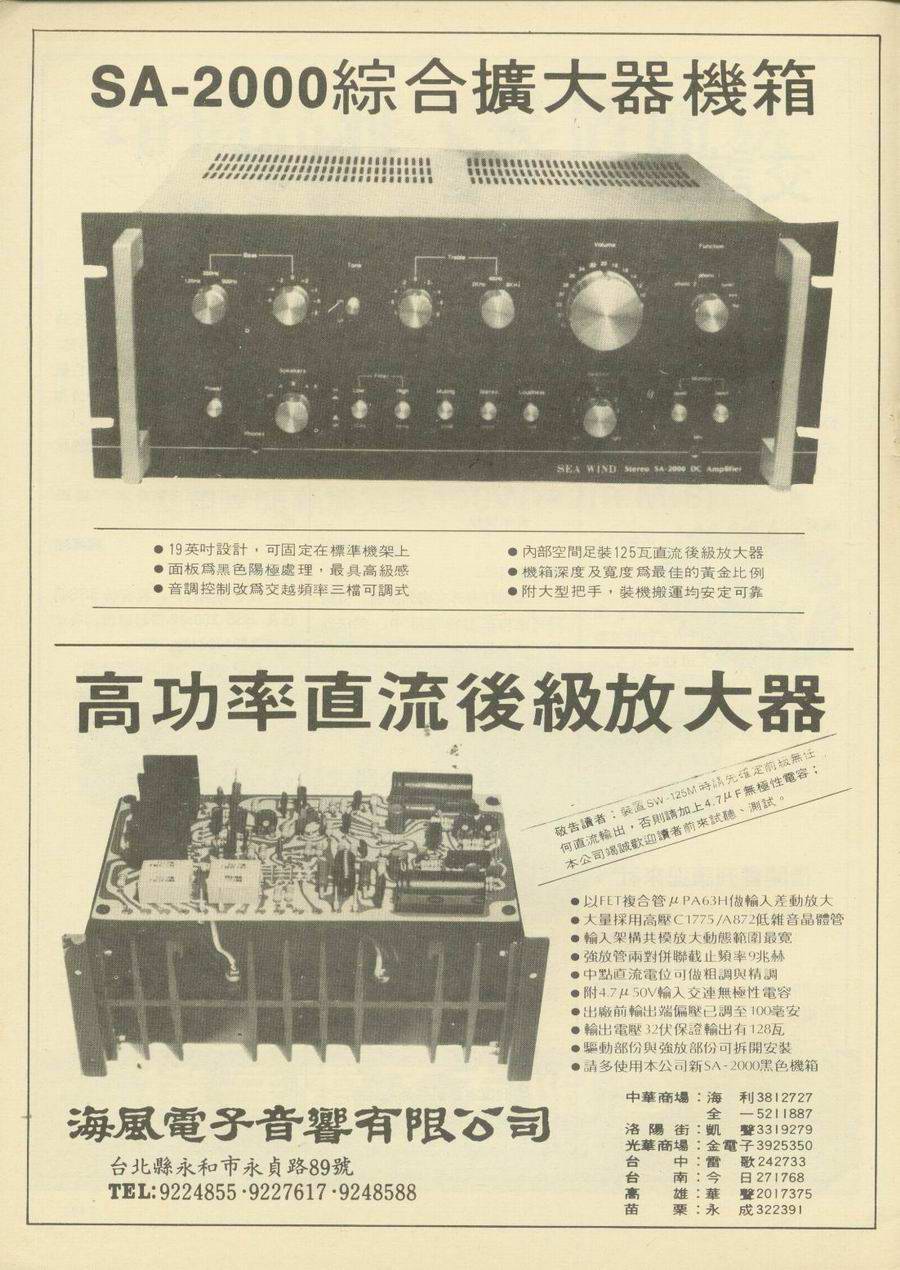 SA-2000綜合擴大器機箱
Bass
Tone
Treble
Volume
Function
Power
Speakers
Filter
High
Muting
Stereo
Loudness
Phones
SEA WIND Stereo SA-2000 DC Amplifier
●19英吋設計，可固定在標準機架上
●面板爲黑色陽極處理，最具高級感
●音調控制改爲交越頻率三檔可調式
●內部空間足裝125瓦直流後級放大器
●機箱深度及寬度爲最佳的黃金比例
●附大型把手，裝機搬運均安定可靠
高功率直流後級放大器
敬告讀者：裝置SW-125M時請先確定前級無任
何直流輸出，否則請加上4.7μF無極性電容；
本公司竭誠歡迎讀者前來試聽、測試。
●以FET複合管μPA63H做輸入差動放大
●大量採用高壓C1775/A872低雜音晶體管
●輸入架構共模放大動態範圍最寬
●強放管兩對併聯截止頻率9兆赫
●中點直流電位可做粗調與精調
●附4.7μ50V輸入交連無極性電容
●出廠前輸出端偏壓已調至100毫安
●輸出電壓32伏保證輸出有128瓦
●驅動部份與強放部份可拆開安裝
●請多使用本公司新SA-2000黑色機箱
海風電子音響有限公司
台北縣永和市永貞路89號
TEL:9224855·9227617·9248588
中華商場：海 利3812727
全 一5211887
洛陽街：凱 聲3319279
光華商場：金電子3925350
台 中：雷 歌242733
台 南：今 日271768
高 雄：華 聲2017375
苗 栗：永 成322391